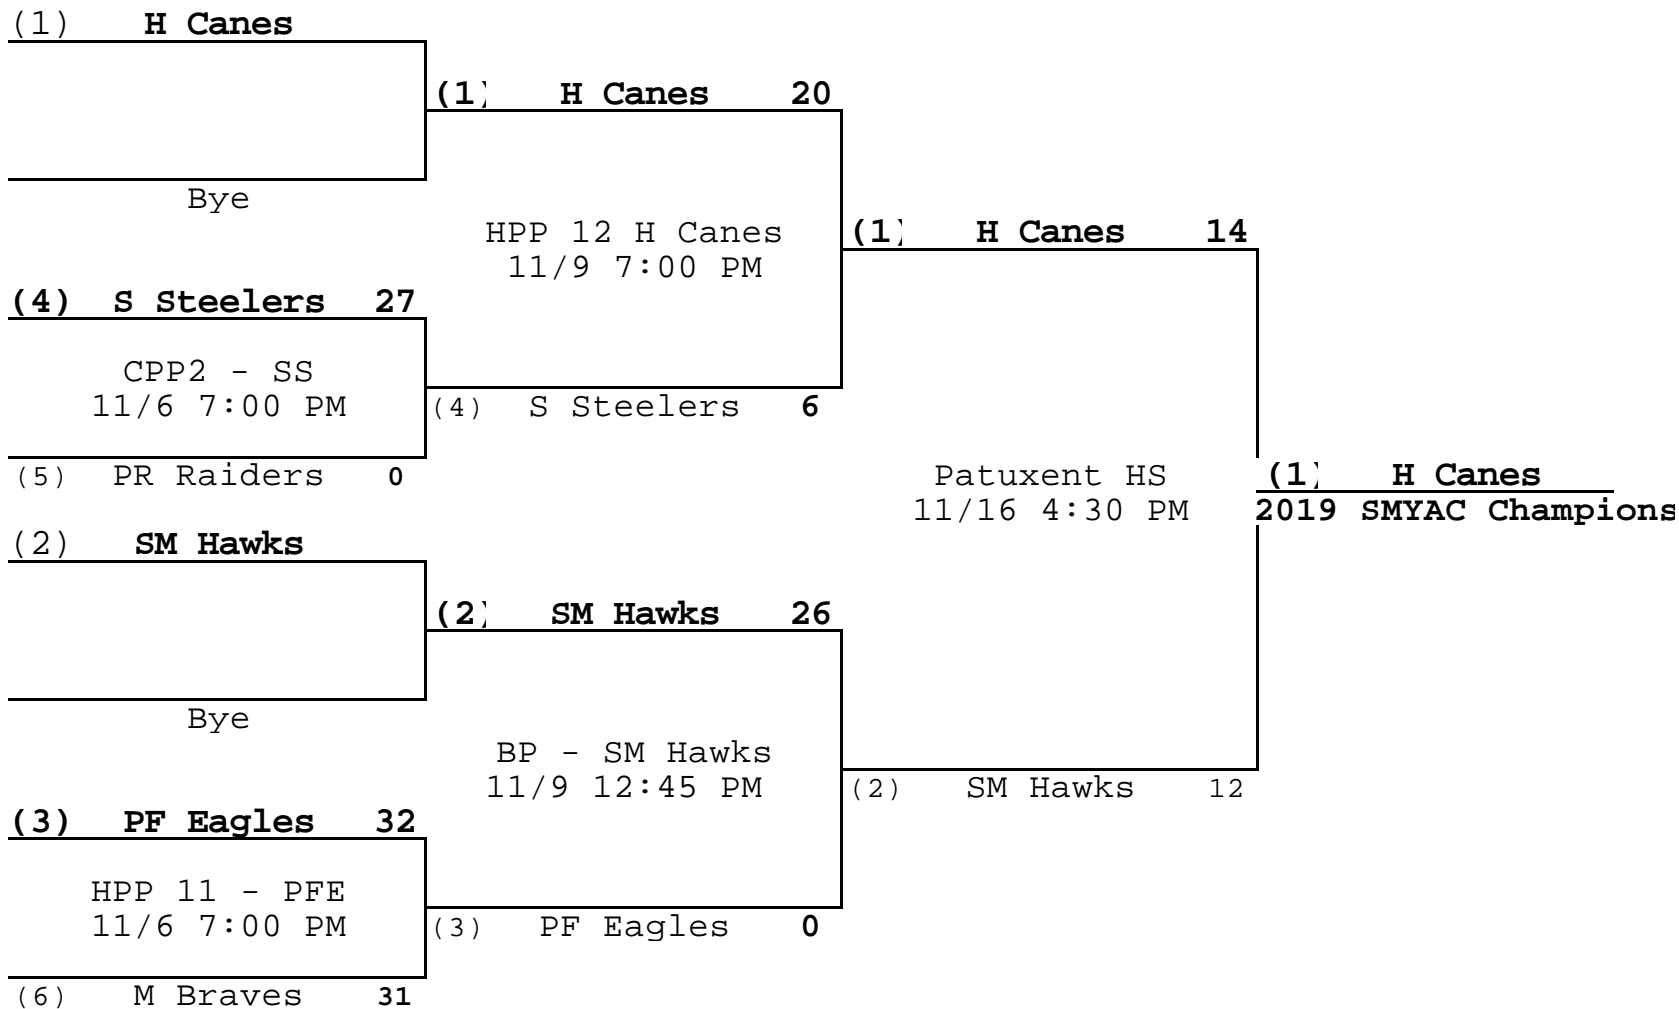 (1) H Canes
Bye
(4) S Steelers 27
CPP2 - SS
11/6 7:00 PM
(5) PR Raiders 0
(2) SM Hawks
Bye
(3) PF Eagles 32
HPP 11 - PFE
11/6 7:00 PM
(6) M Braves 31
(1) H Canes 20
HPP 12 H Canes
11/9 7:00 PM
(4) S Steelers 6
(2) SM Hawks 26
BP - SM Hawks
11/9 12:45 PM
(3) PF Eagles 0
(1) H Canes 14
Patuxent HS
11/16 4:30 PM
(2) SM Hawks 12
(1) H Canes
2019 SMYAC Champions